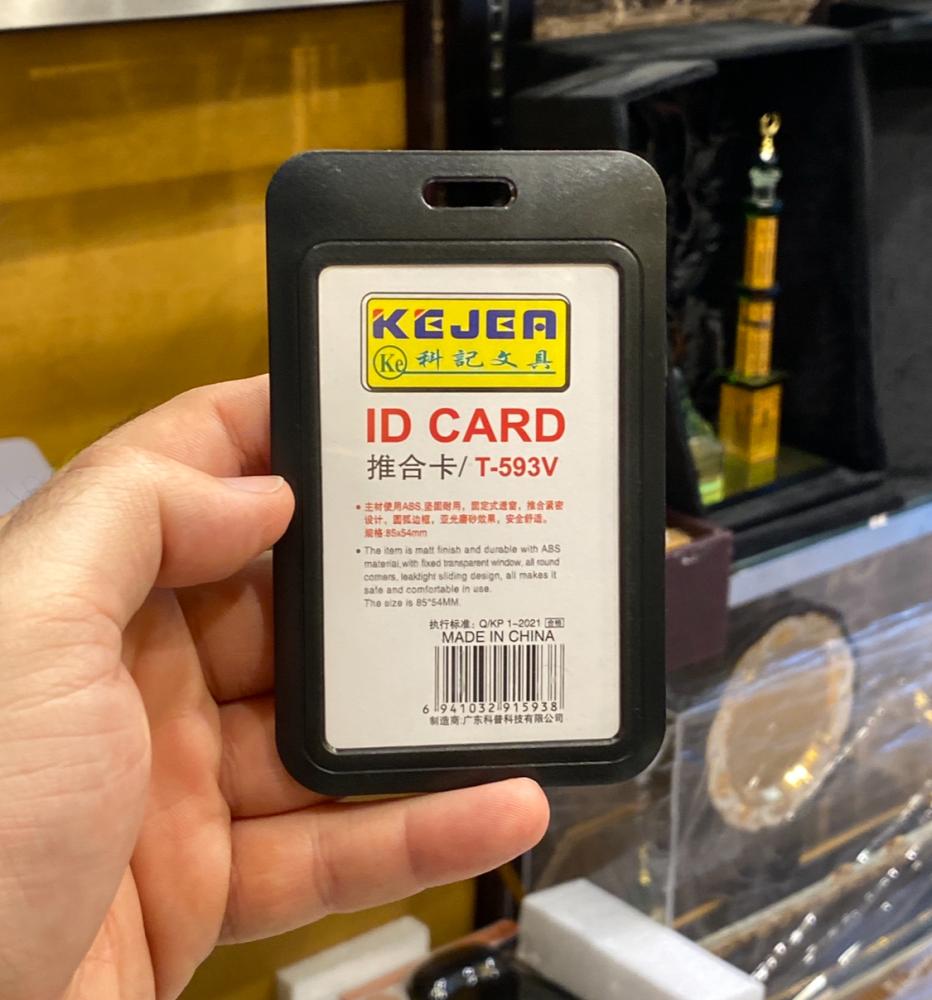 KEJEA
Ke 科記文具
ID CARD
推合卡/ T-593V
• 主材使用ABS,坚固耐用，固定式透窗，推合紧密
设计、圆弧边框，亚光磨砂效果，安全舒适。
规格:85x54mm
• The item is matt finish and durable with ABS
material,with fixed transparent window, all round
corners, leaktight sliding design, all makes it
safe and comfortable in use.
The size is 85*54MM.
执行标准：Q/KP 1-2021 合格
MADE IN CHINA
6 941032 915938
制造商:广东科普科技有限公司